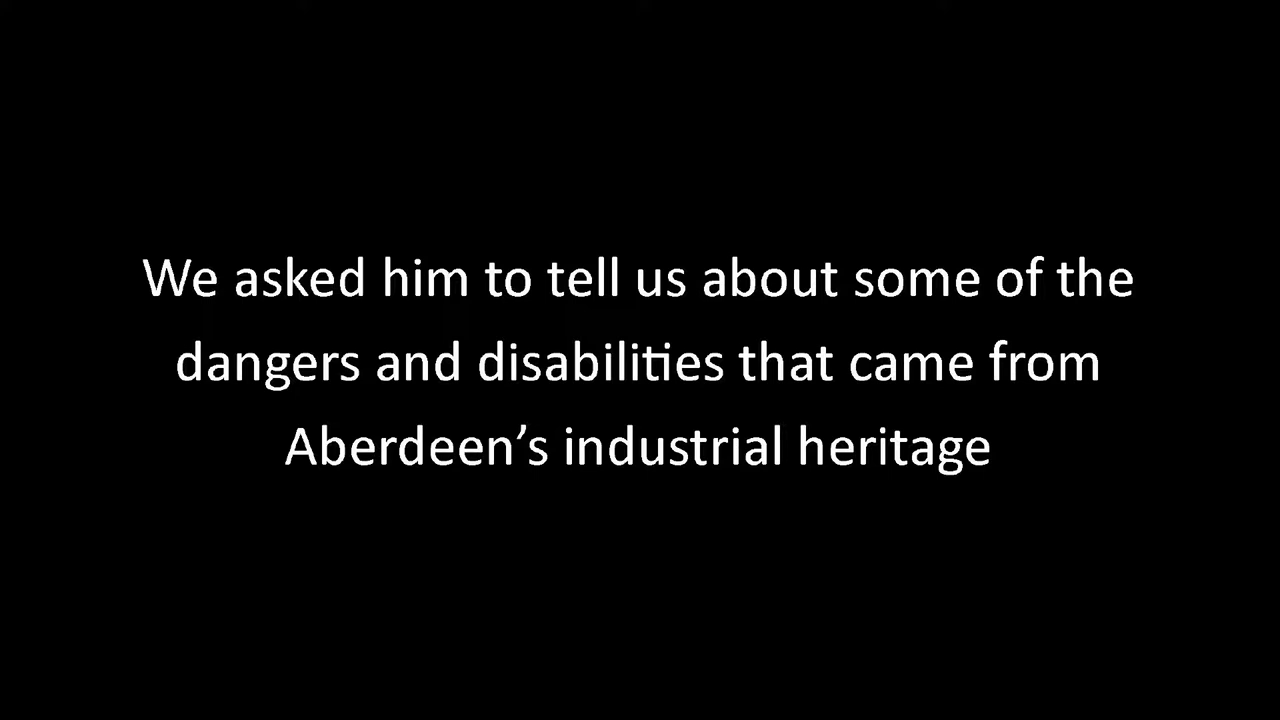 We asked him to tell us about some of the
dangers and disabilities that came from
Aberdeen’s industrial heritage